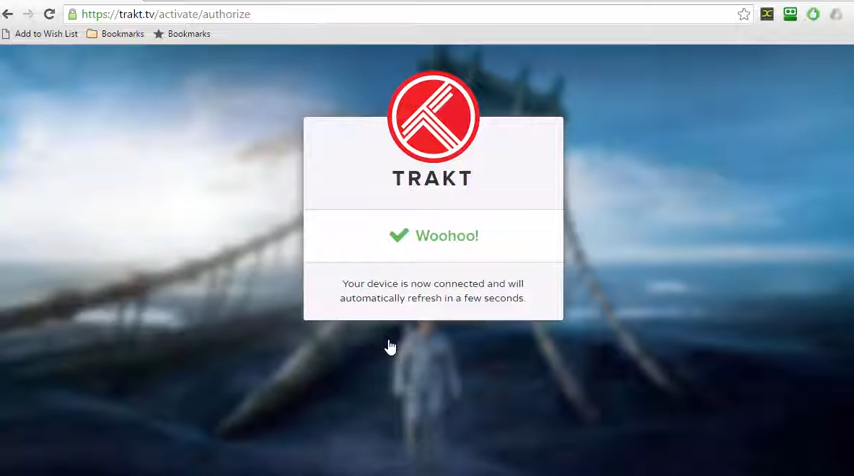 https://trakt.tv/activate/authorize
Add to Wish List Bookmarks Bookmarks
TRAKT
Woohoo!
Your device is now connected and will
automatically refresh in a few seconds.